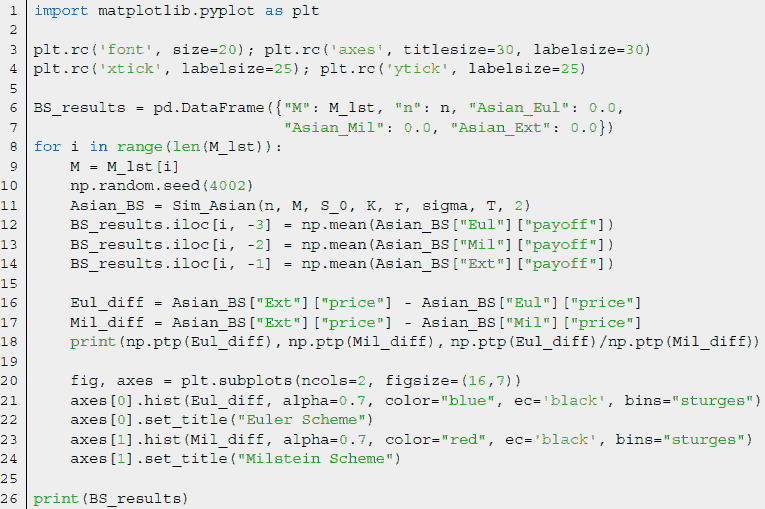 1 import matplotlib.pyplot as plt
2
3 plt.rc('font', size=20); plt.rc('axes', titlesize=30, labelsize=30)
4 plt.rc('xtick', labelsize=25); plt.rc('ytick', labelsize=25)
5
6 BS_results = pd.DataFrame({"M": M_lst, "n": n, "Asian_Eul": 0.0,
7                            "Asian_Mil": 0.0, "Asian_Ext": 0.0})
8 for i in range(len(M_lst)):
9     M = M_lst[i]
10     np.random.seed(4002)
11     Asian_BS = Sim_Asian(n, M, S_0, K, r, sigma, T, 2)
12     BS_results.iloc[i, -3] = np.mean(Asian_BS["Eul"]["payoff"])
13     BS_results.iloc[i, -2] = np.mean(Asian_BS["Mil"]["payoff"])
14     BS_results.iloc[i, -1] = np.mean(Asian_BS["Ext"]["payoff"])
15
16     Eul_diff = Asian_BS["Ext"]["price"] - Asian_BS["Eul"]["price"]
17     Mil_diff = Asian_BS["Ext"]["price"] - Asian_BS["Mil"]["price"]
18     print(np.ptp(Eul_diff), np.ptp(Mil_diff), np.ptp(Eul_diff)/np.ptp(Mil_diff))
19
20     fig, axes = plt.subplots(ncols=2, figsize=(16,7))
21     axes[0].hist(Eul_diff, alpha=0.7, color="blue", ec='black', bins="sturges")
22     axes[0].set_title("Euler Scheme")
23     axes[1].hist(Mil_diff, alpha=0.7, color="red", ec='black', bins="sturges")
24     axes[1].set_title("Milstein Scheme")
25
26 print(BS_results)